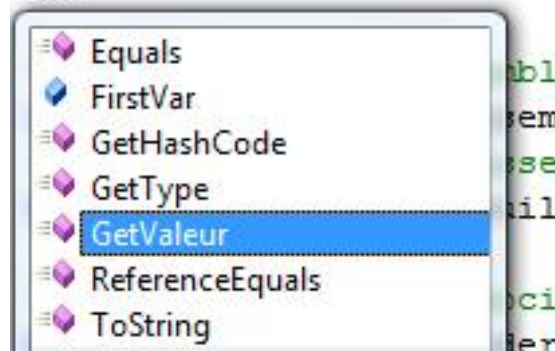 Equals
FirstVar
GetHashCode
GetType
GetValeur
ReferenceEquals
ToString